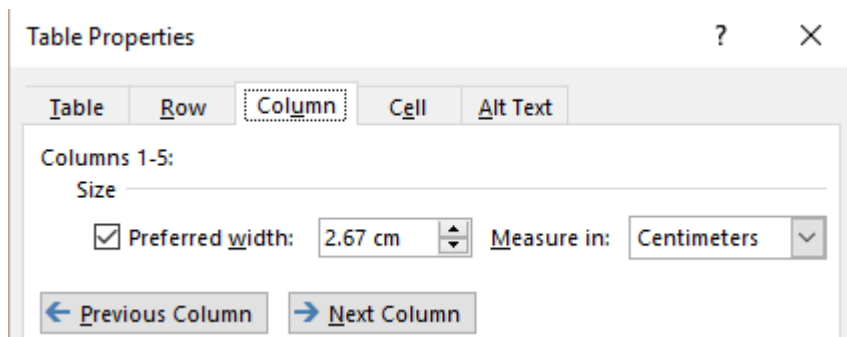 Table Properties ?
Table Row Column Cell Alt Text
Columns 1-5:
Size
Preferred width: 2.67 cm Measure in: Centimeters
Previous Column Next Column